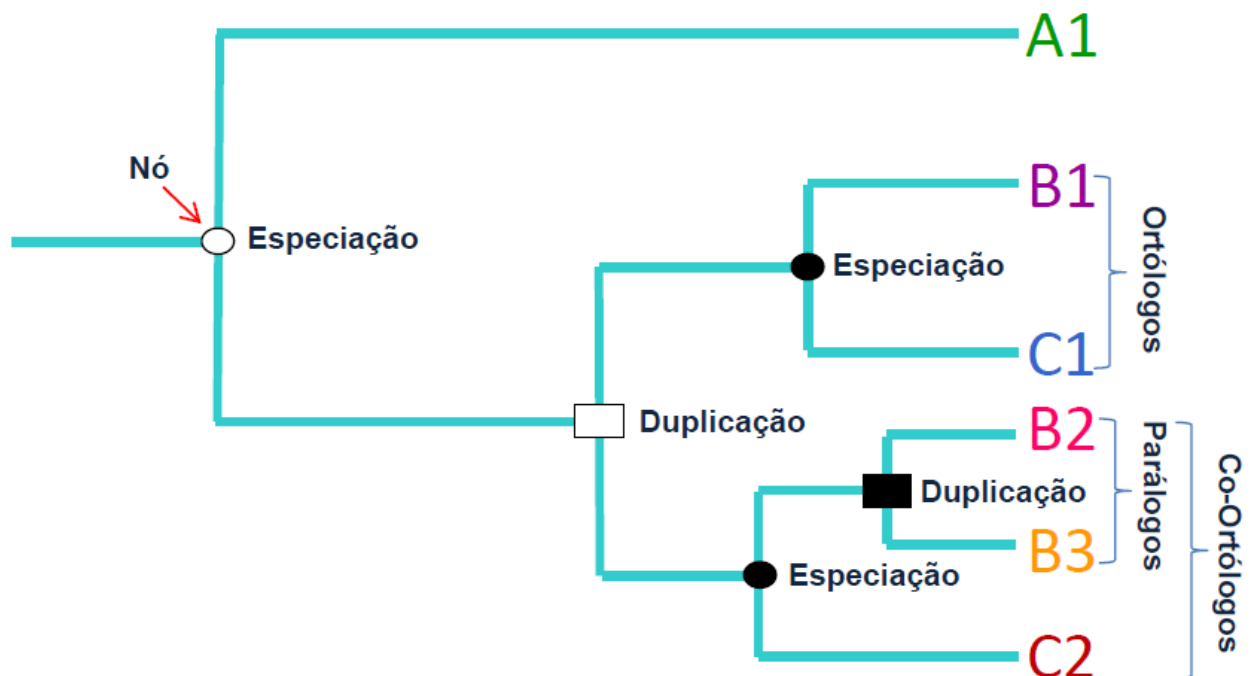 A1
Nó
Especiação
B1
Especiação
Ortólogos
C1
Duplicação
B2
Duplicação
Parálogos
Co-Ortólogos
B3
Especiação
C2